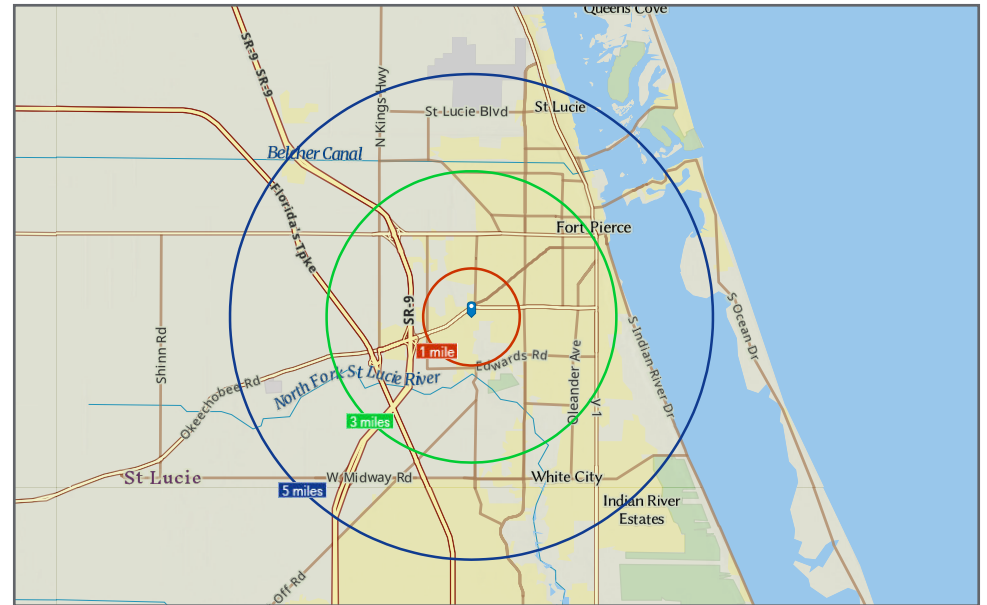 Queens Cove
SR-9
SR-9
N Kings Hwy
St Lucie Blvd
St Lucie
Belcher Canal
Florida's Tpke
Fort Pierce
SR-9
S Ocean Dr
S Indian River Dr
Shinn Rd
1 mile
Edwards Rd
Oleander Ave
Okeechobee Rd
North Fork St Lucie River
V-1
3 miles
St Lucie
W Midway Rd
White City
5 miles
Indian River
Estates
Off-Rd